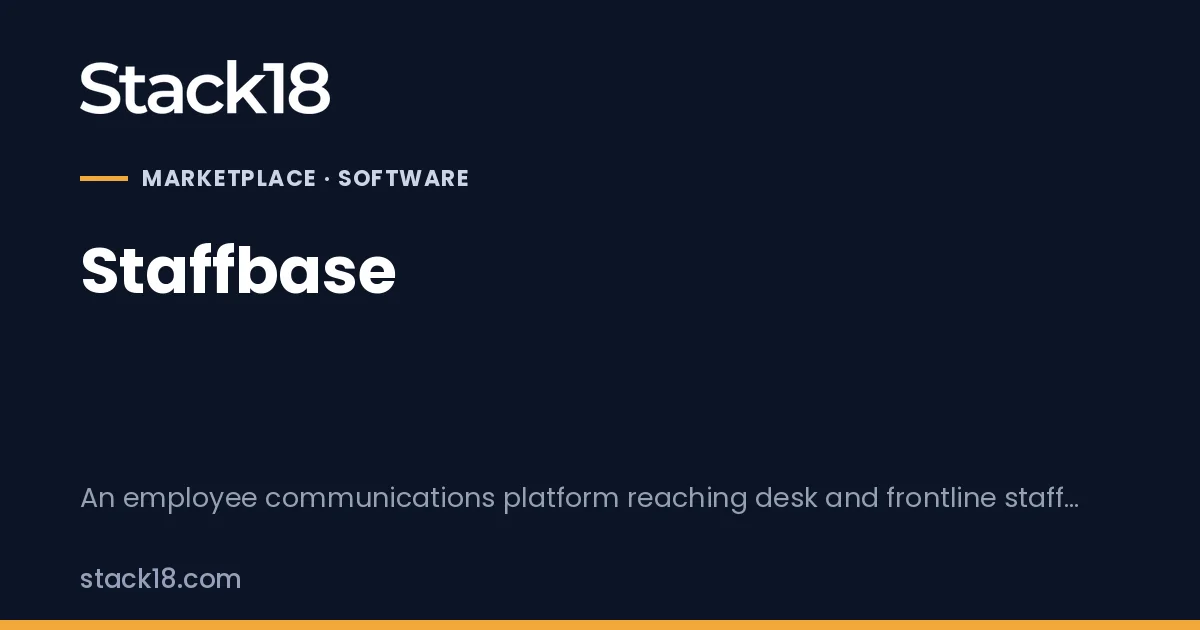 Stack18
MARKETPLACE · SOFTWARE
Staffbase
An employee communications platform reaching desk and frontline staff…
stack18.com